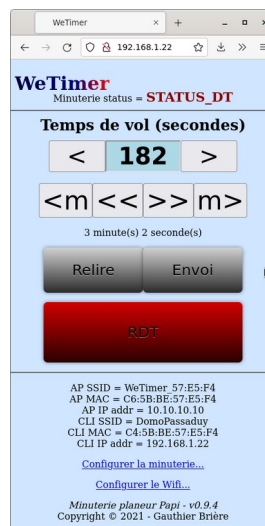 WeTimer
192.168.1.22
WeTimer
Minuterie status = STATUS_DT
Temps de vol (secondes)
< 182 >
<m << >> m>
3 minute(s) 2 seconde(s)
Relire Envoi
RDT
AP SSID = WeTimer_57:E5:F4
AP MAC = C6:5B:BE:57:E5:F4
AP IP addr = 10.10.10.10
CLI SSID = DomoPassaduy
CLI MAC = C4:5B:BE:57:E5:F4
CLI IP addr = 192.168.1.22
Configurer la minuterie...
Configurer le Wifi...
Minuterie planeur Papi - v0.9.4
Copyright © 2021 - Gauthier Brière